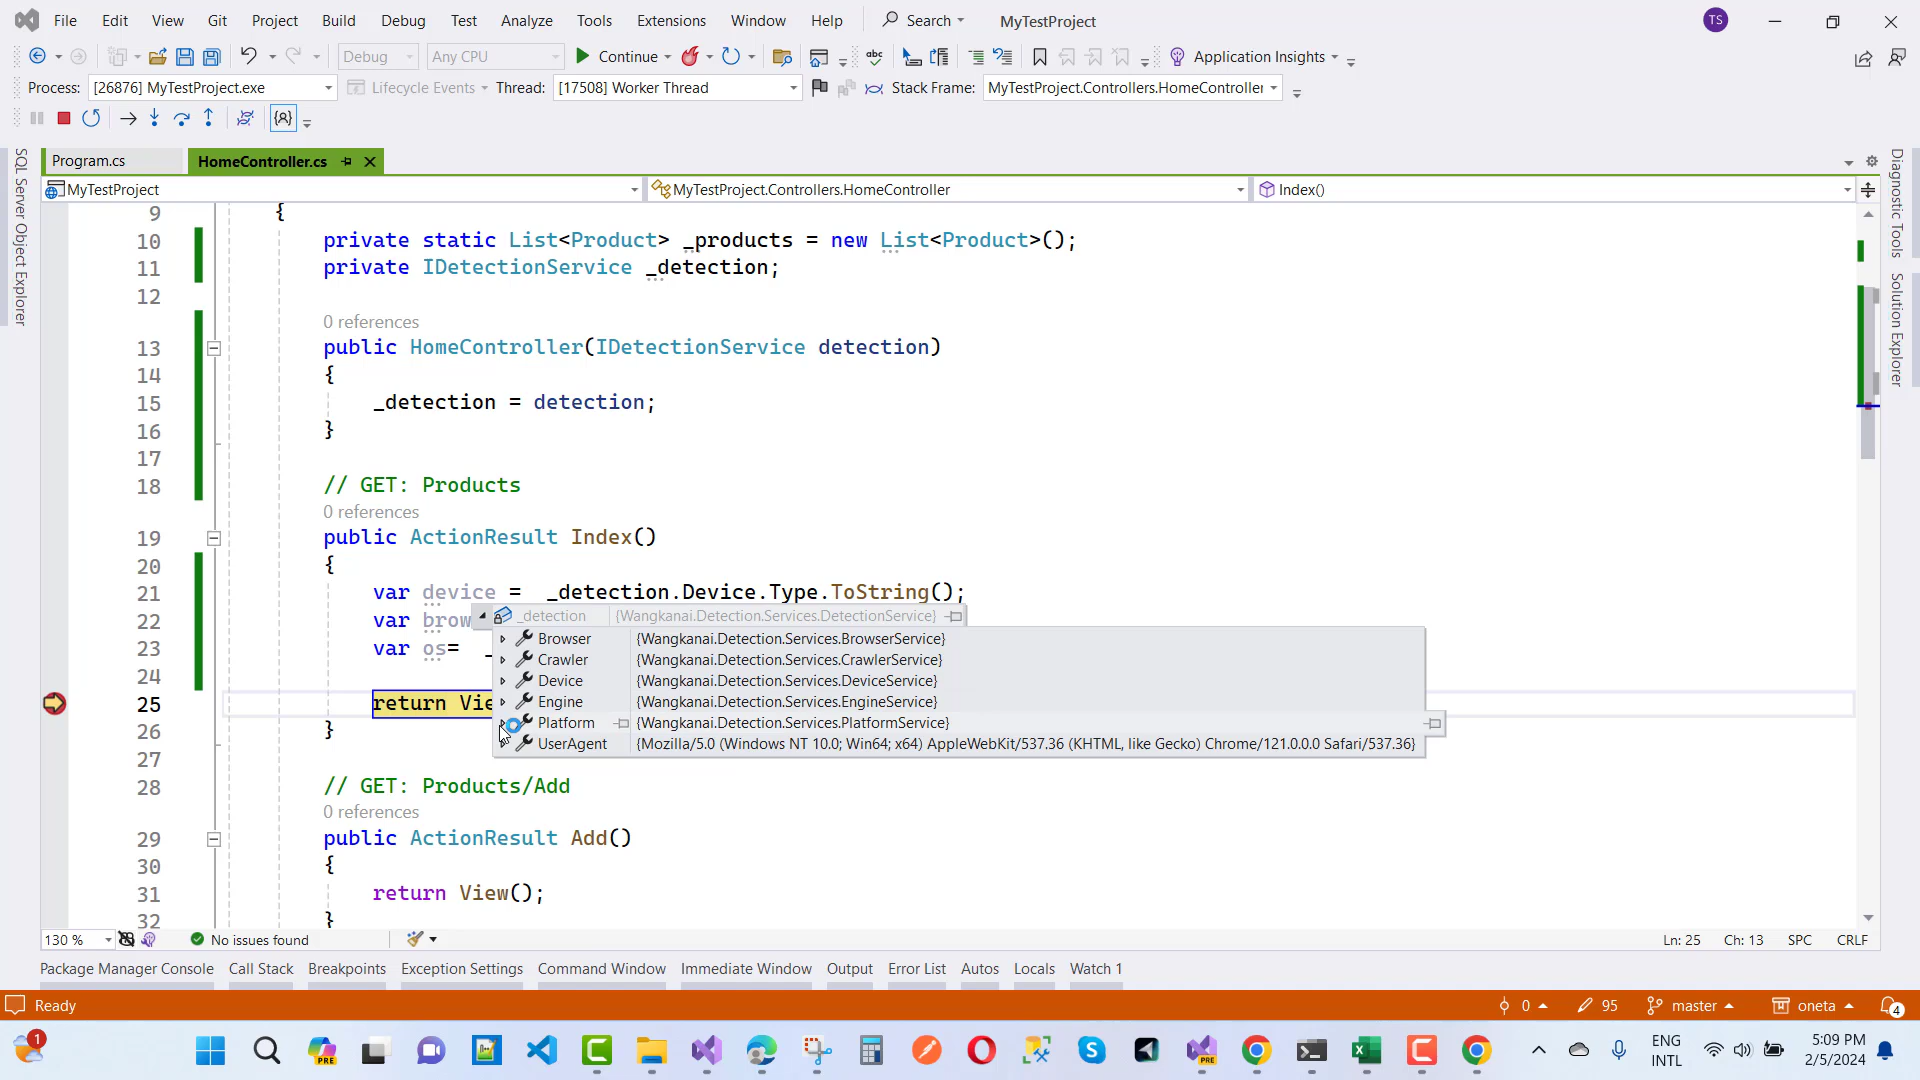 File Edit View Git Project Build Debug Test Analyze Tools Extensions Window Help Search MyTestProject TS
Debug Any CPU Continue abc Application Insights
Process: [26876] MyTestProject.exe Lifecycle Events Thread: [17508] Worker Thread Stack Frame: MyTestProject.Controllers.HomeController
SQL Server Object Explorer
Diagnostic Tools
Solution Explorer
Program.cs HomeController.cs
MyTestProject MyTestProject.Controllers.HomeController Index()
9 {
10 private static List<Product> _products = new List<Product>();
11 private IDetectionService _detection;
12
0 references
13 public HomeController(IDetectionService detection)
14 {
15 _detection = detection;
16 }
17
18 // GET: Products
0 references
19 public ActionResult Index()
20 {
21 var device = _detection.Device.Type.ToString();
_detection {Wangkanai.Detection.Services.DetectionService}
22 var brow
Browser {Wangkanai.Detection.Services.BrowserService}
23 var os= _
Crawler {Wangkanai.Detection.Services.CrawlerService}
24
Device {Wangkanai.Detection.Services.DeviceService}
25 return Vie
Engine {Wangkanai.Detection.Services.EngineService}
26 }
Platform {Wangkanai.Detection.Services.PlatformService}
UserAgent {Mozilla/5.0 (Windows NT 10.0; Win64; x64) AppleWebKit/537.36 (KHTML, like Gecko) Chrome/121.0.0.0 Safari/537.36}
27
28 // GET: Products/Add
0 references
29 public ActionResult Add()
30 {
31 return View();
32 }
130 % No issues found Ln: 25 Ch: 13 SPC CRLF
Package Manager Console Call Stack Breakpoints Exception Settings Command Window Immediate Window Output Error List Autos Locals Watch 1
Ready 0 95 master oneta 4
1 PRE PRE ENG 5:09 PM
INTL 2/5/2024